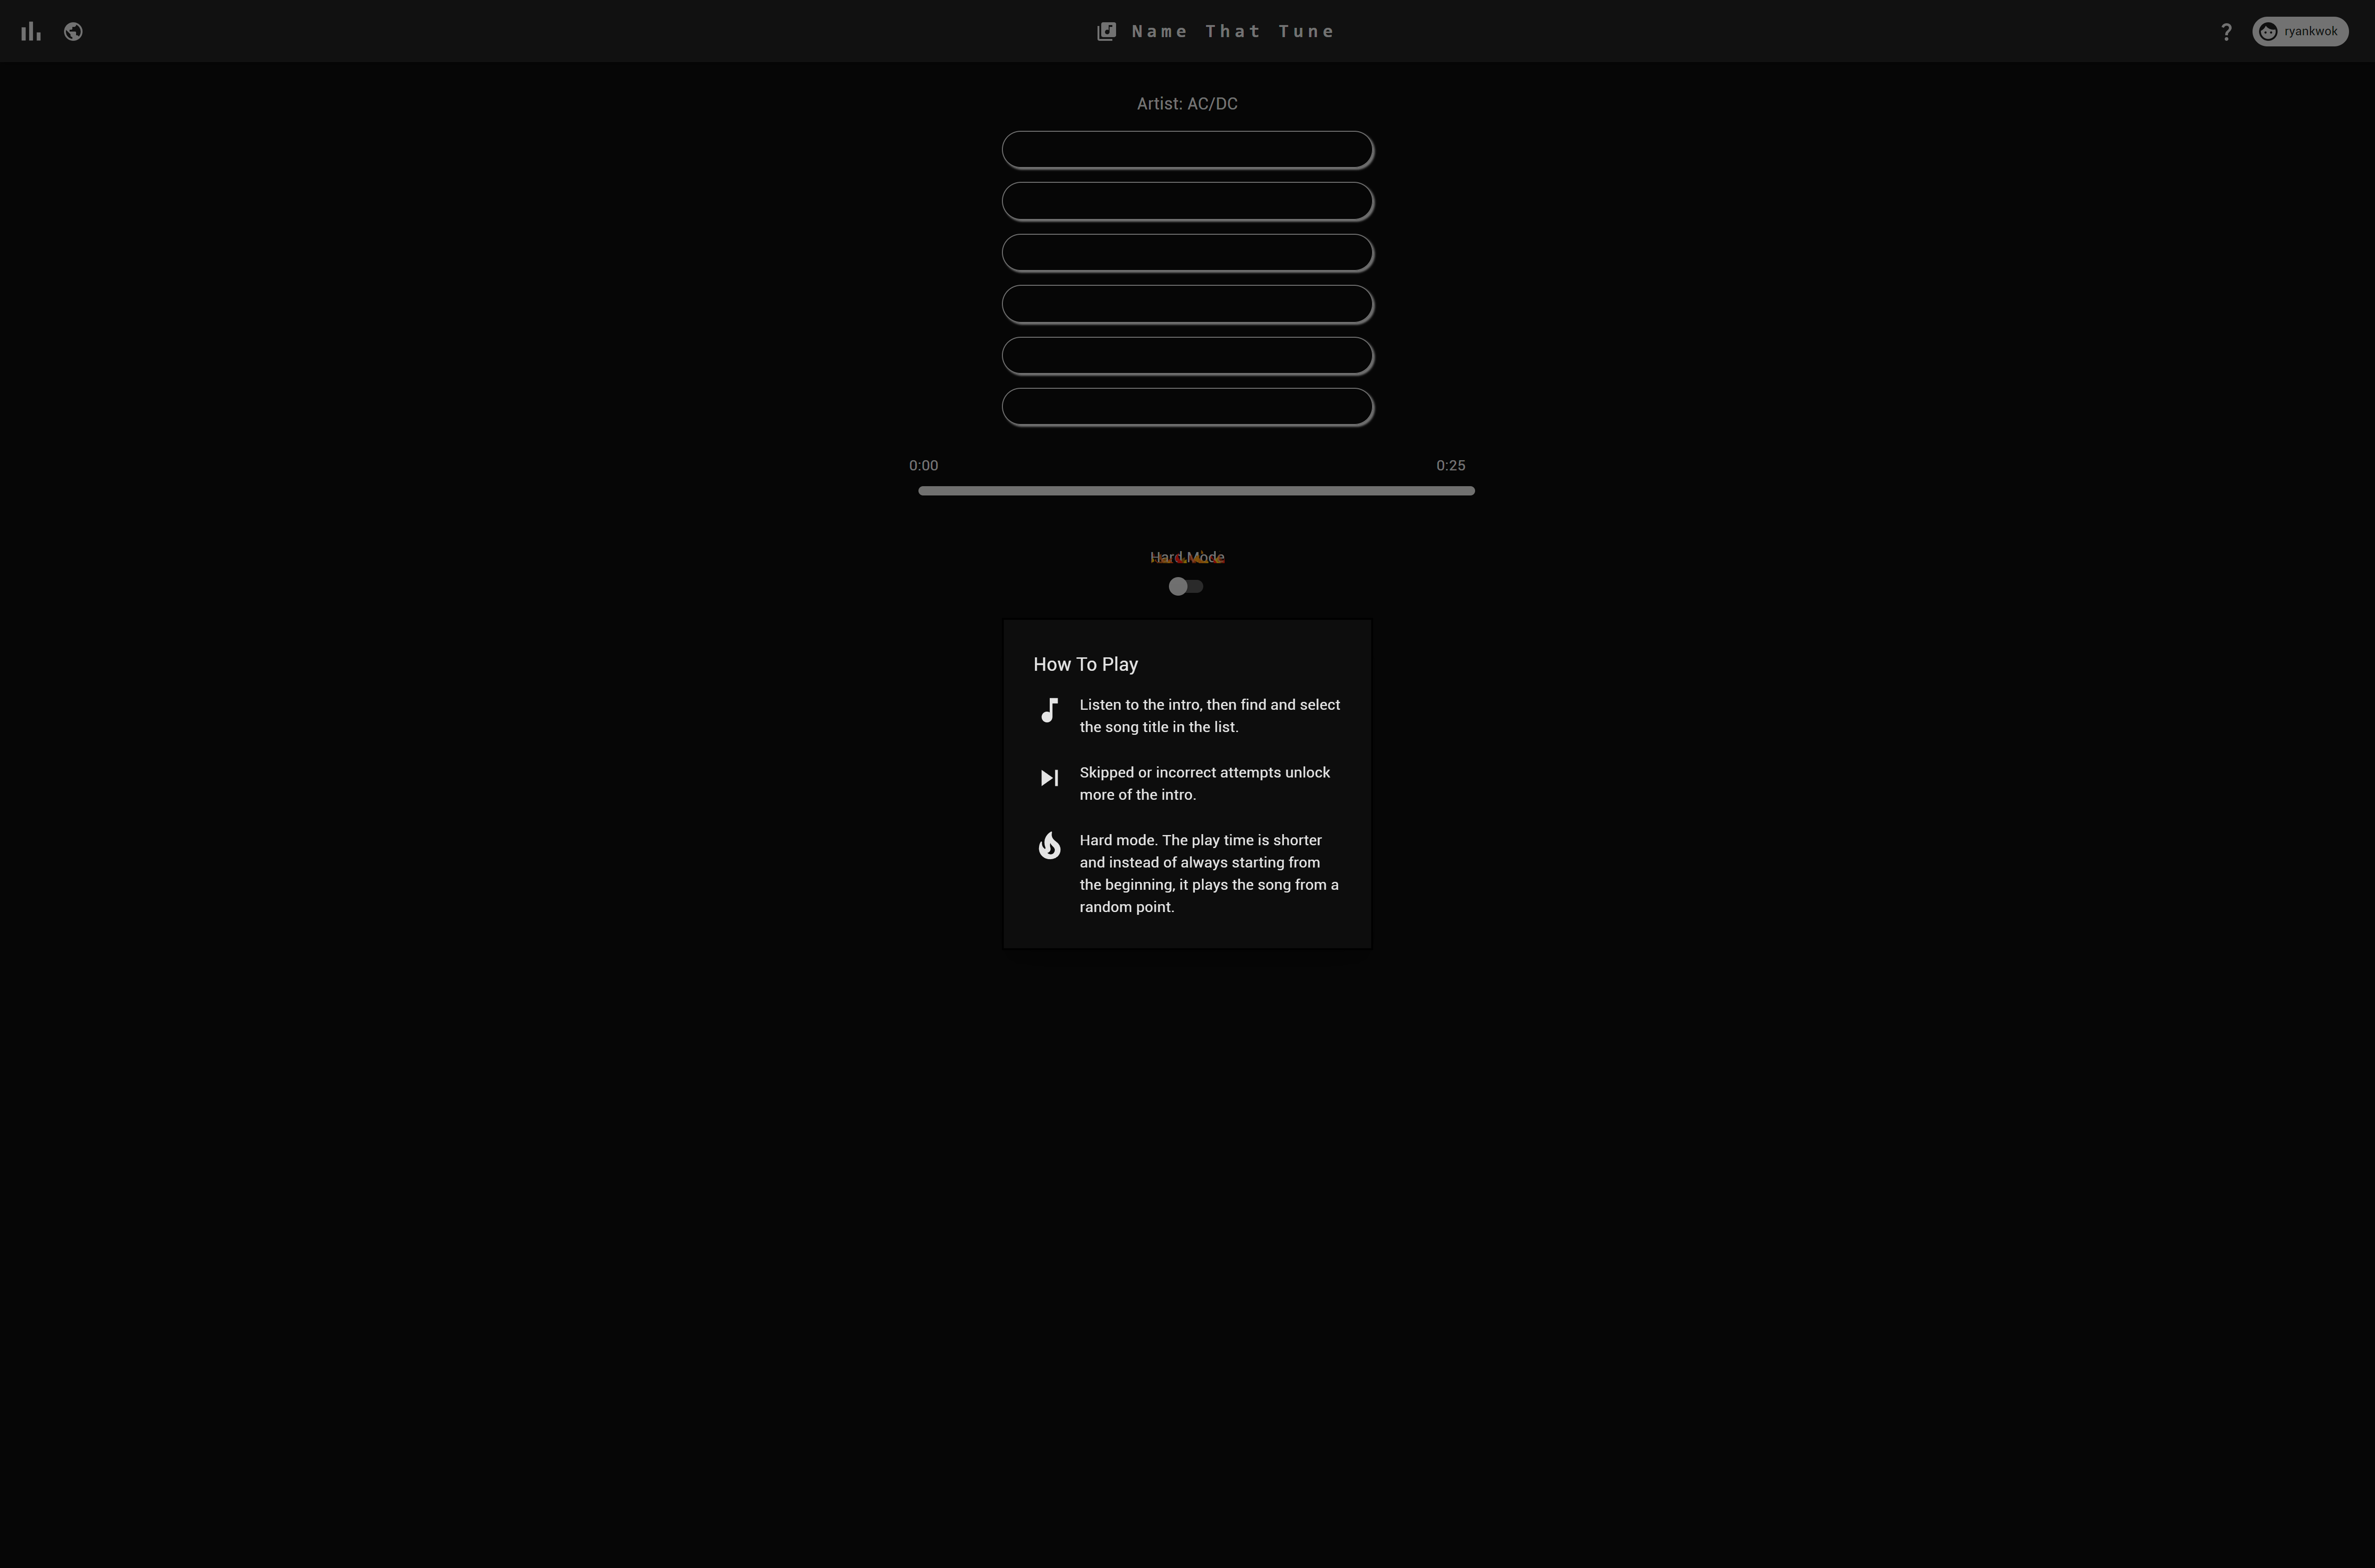 Name That Tune
?
ryankwok
Artist: AC/DC
0:00
0:25
Hard Mode
How To Play
Listen to the intro, then find and select
the song title in the list.
Skipped or incorrect attempts unlock
more of the intro.
Hard mode. The play time is shorter
and instead of always starting from
the beginning, it plays the song from a
random point.